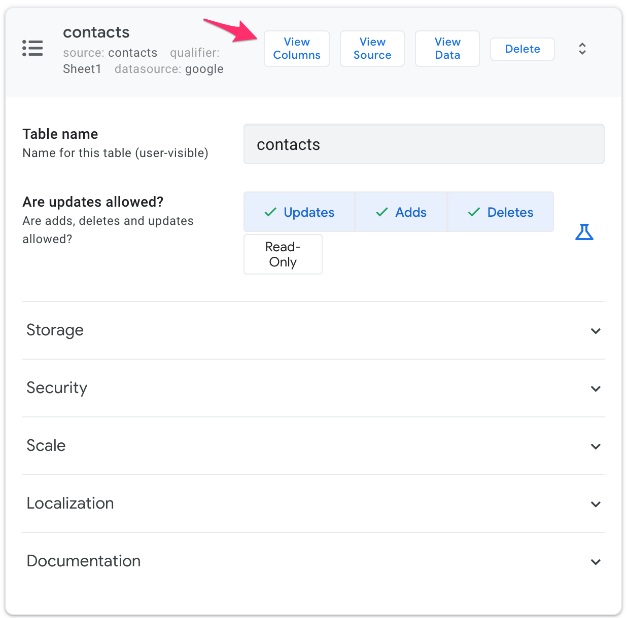 contacts
source: contacts qualifier:
Sheet1 datasource: google
View
Columns
View
Source
View
Data
Delete
Table name
Name for this table (user-visible)
contacts
Are updates allowed?
Are adds, deletes and updates
allowed?
Updates
Adds
Deletes
Read-
Only
Storage
Security
Scale
Localization
Documentation